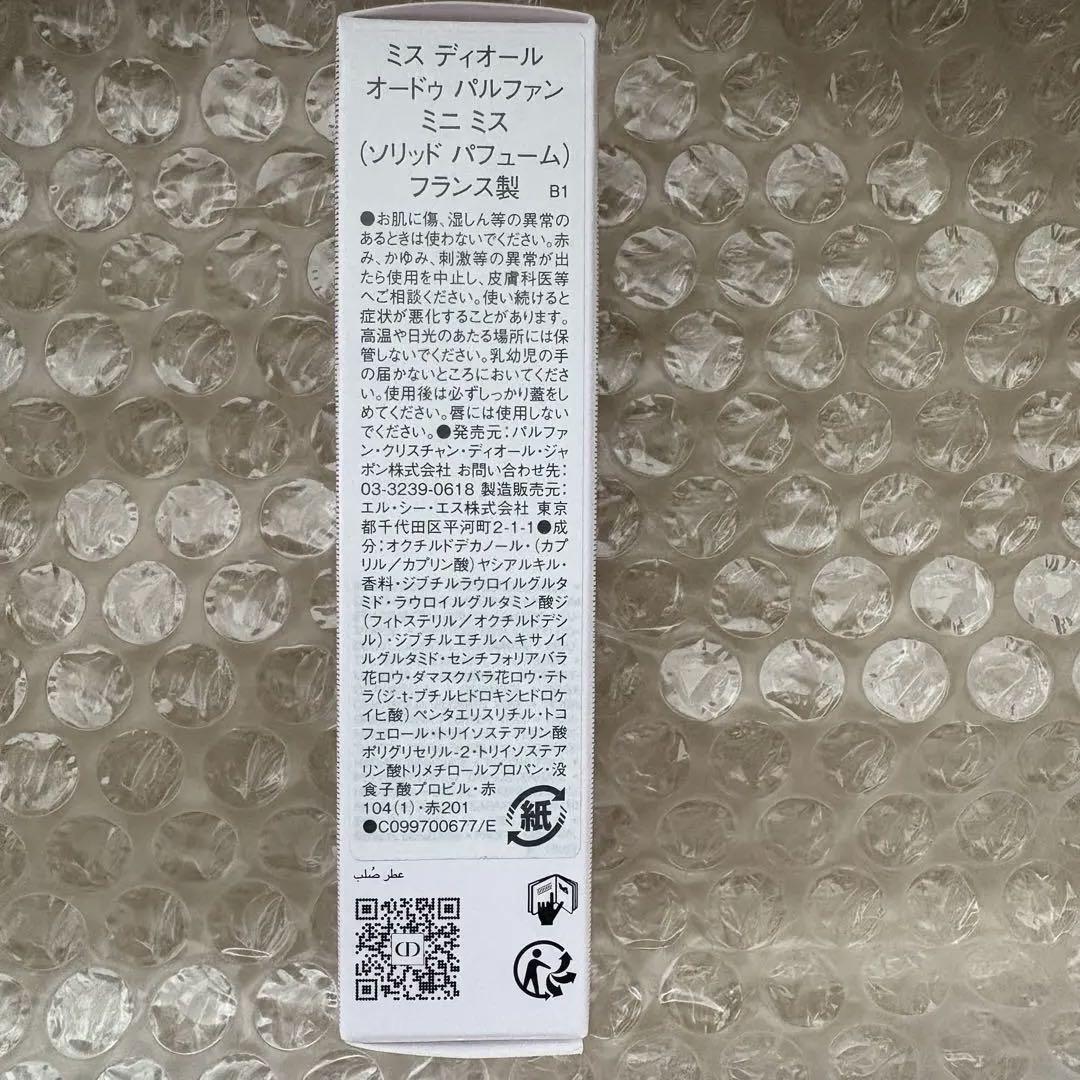 ミス ディオール
オードゥ パルファン
ミニ ミス
(ソリッド パフューム)
フランス製 B1
●お肌に傷、湿しん等の異常の
あるときは使わないでください。赤
み、かゆみ、刺激等の異常が出
たら使用を中止し、皮膚科医等
へご相談ください。使い続けると
症状が悪化することがあります。
高温や日光のあたる場所には保
管しないでください。乳幼児の手
の届かないところにおいてくださ
い。使用後は必ずしっかり蓋をし
めてください。唇には使用しない
でください。●発売元:パルファ
ン・クリスチャン・ディオール・ジャ
ポン株式会社 お問い合わせ先:
03-3239-0618 製造販売元:
エル・シー・エス株式会社 東京
都千代田区平河町2-1-1●成
分;オクチルドデカノール・(カプ
リル/カプリン酸)ヤシアルキル・
香料・ジブチルラウロイルグルタ
ミド・ラウロイルグルタミン酸ジ
(フィトステリル/オクチルドデシ
ル)・ジブチルエチルヘキサノイ
ルグルタミド・センチフォリアバラ
花ロウ・ダマスクバラ花ロウ・テト
ラ(ジ-t-ブチルヒドロキシヒドロケ
イヒ酸)ペンタエリスリチル・トコ
フェロール・トリイソステアリン酸
ポリグリセリル-2・トリイソステア
リン酸トリメチロールプロパン・没
食子酸プロピル・赤
104(1)・赤201
●C099700677/E
紙
عطر صُلب
CD